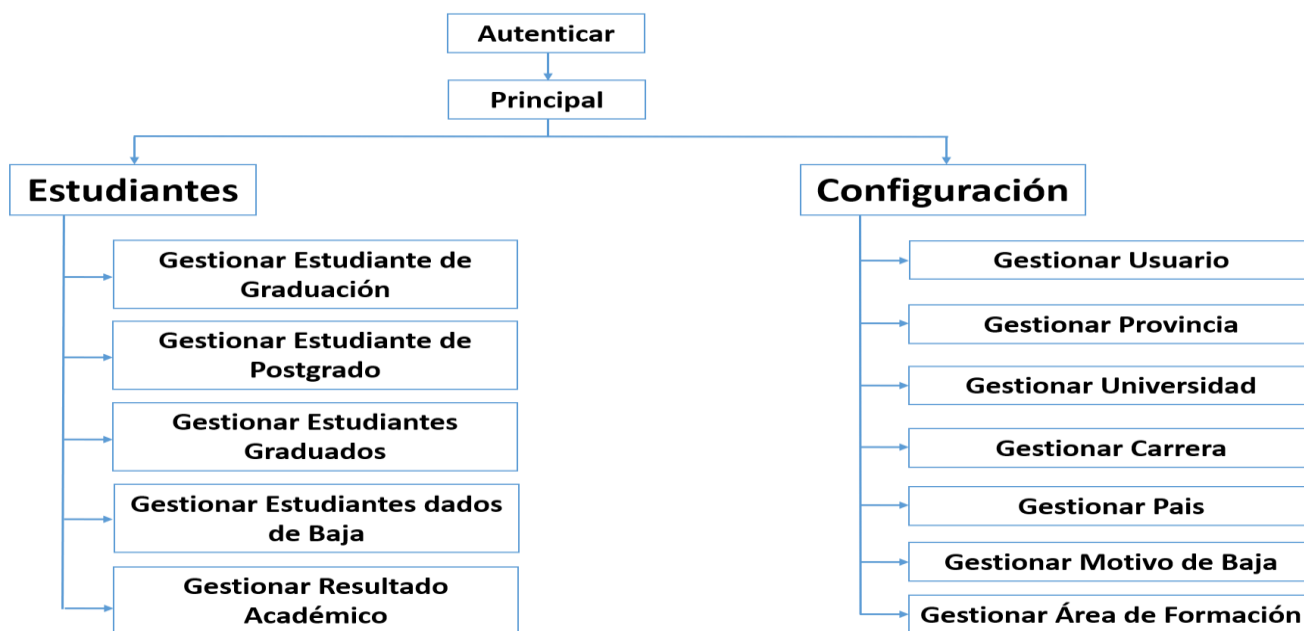 Autenticar
Principal
Estudiantes
Gestionar Estudiante de
Graduación
Gestionar Estudiante de
Postgrado
Gestionar Estudiantes
Graduados
Gestionar Estudiantes dados
de Baja
Gestionar Resultado
Académico
Configuración
Gestionar Usuario
Gestionar Provincia
Gestionar Universidad
Gestionar Carrera
Gestionar Pais
Gestionar Motivo de Baja
Gestionar Área de Formación